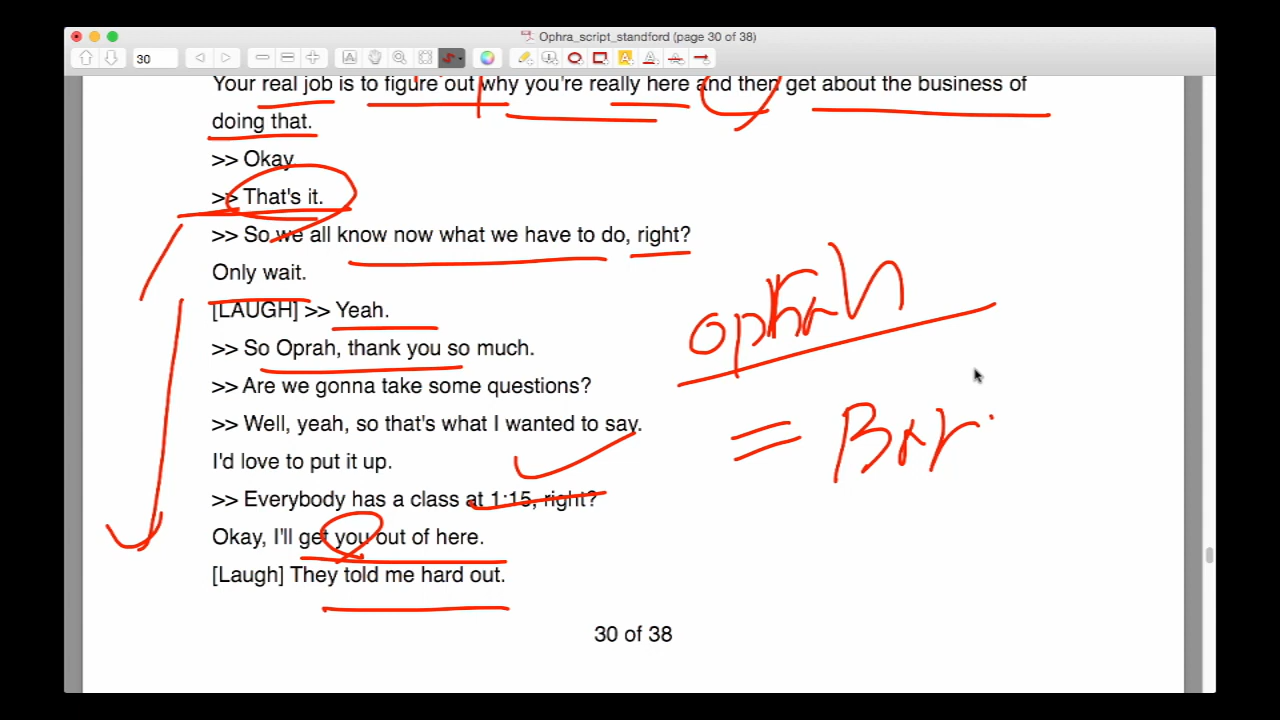 Ophra_script_standford (page 30 of 38)
30
Your real job is to figure out why you're really here and then get about the business of
doing that.
>> Okay.
>> That's it.
>> So we all know now what we have to do, right?
Only wait.
[LAUGH] >> Yeah.
>> So Oprah, thank you so much.
>> Are we gonna take some questions?
>> Well, yeah, so that's what I wanted to say.
I'd love to put it up.
>> Everybody has a class at 1:15, right?
Okay, I'll get you out of here.
[Laugh] They told me hard out.
oprah
30 of 38